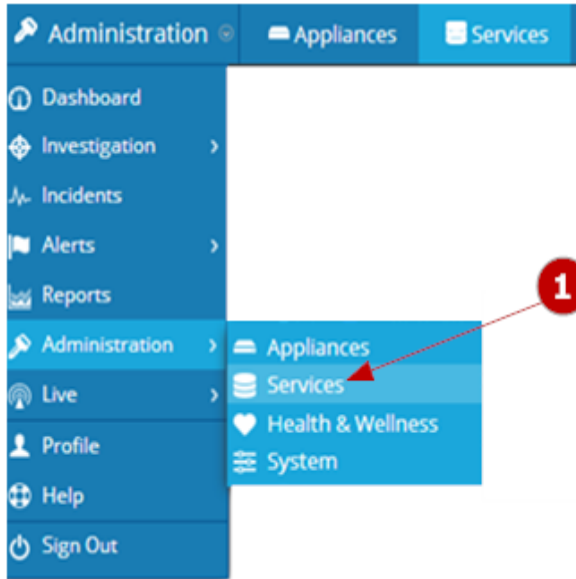 Administration Appliances Services
Dashboard
Investigation
Incidents
Alerts
Reports
Administration
Live
Profile
Help
Sign Out
Appliances
Services
Health & Wellness
System
1